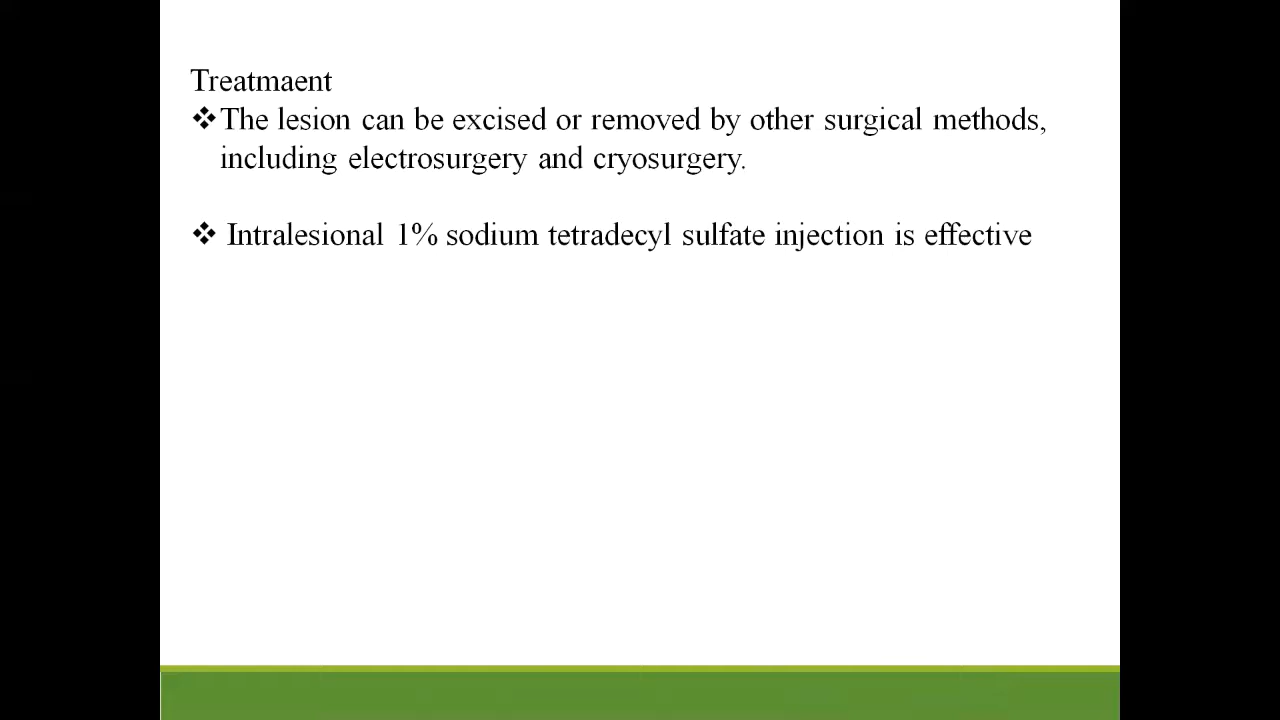 Treatmaent
❖The lesion can be excised or removed by other surgical methods,
including electrosurgery and cryosurgery.
❖ Intralesional 1% sodium tetradecyl sulfate injection is effective